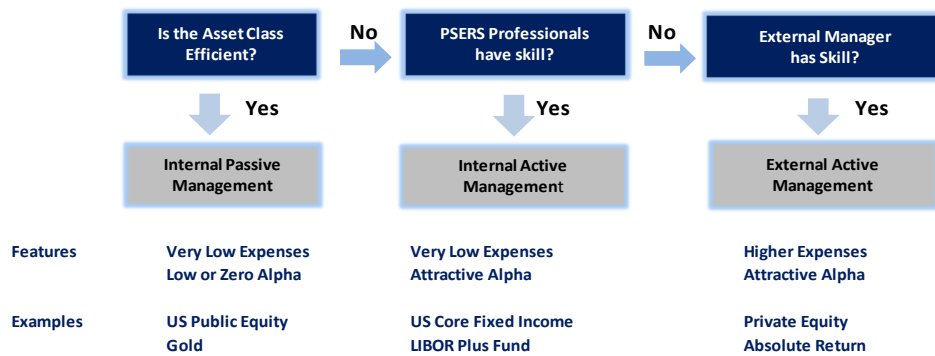 Is the Asset Class
Efficient?
No
PSERS Professionals
have skill?
No
External Manager
has Skill?
Yes
Yes
Yes
Internal Passive
Management
Internal Active
Management
External Active
Management
Features
Very Low Expenses
Low or Zero Alpha
Very Low Expenses
Attractive Alpha
Higher Expenses
Attractive Alpha
Examples
US Public Equity
Gold
US Core Fixed Income
LIBOR Plus Fund
Private Equity
Absolute Return